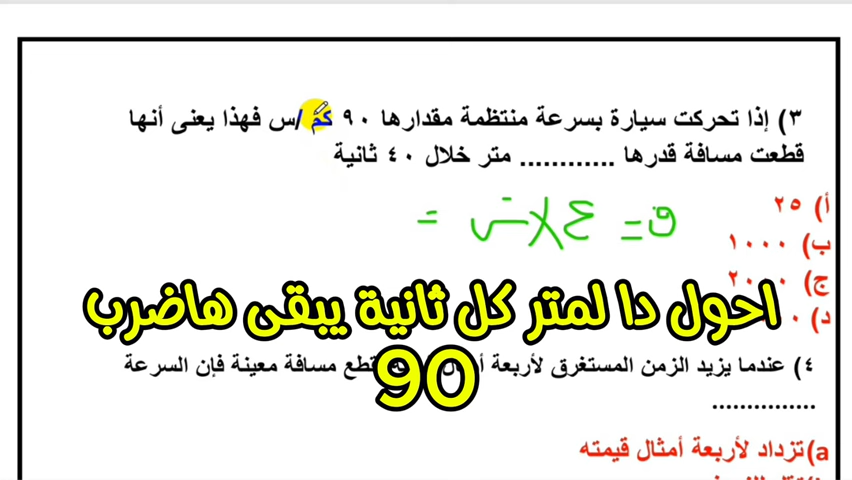 ٣) إذا تحركت سيارة بسرعة منتظمة مقدارها ٩٠ كم /س فهذا يعنى أنها
قطعت مسافة قدرها ............ متر خلال ٤٠ ثانية
ف = ع × ز =
أ) ٢٥
ب) ١٠٠٠
ج)
د)
احول دا لمتر كل ثانية يبقى هاضرب
90
٤) عندما يزيد الزمن المستغرق لأربعة قطع مسافة معينة فإن السرعة
...............
a) تزداد لأربعة أمثال قيمته